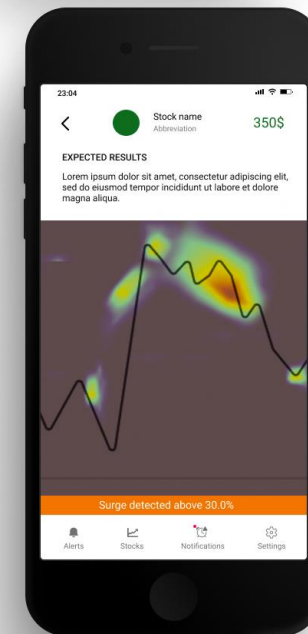 23:04
Stock name
Abbreviation
350$
EXPECTED RESULTS
Lorem ipsum dolor sit amet, consectetur adipiscing elit,
sed do eiusmod tempor incididunt ut labore et dolore
magna aliqua.
Surge detected above 30.0%
Alerts
Stocks
Notifications
Settings